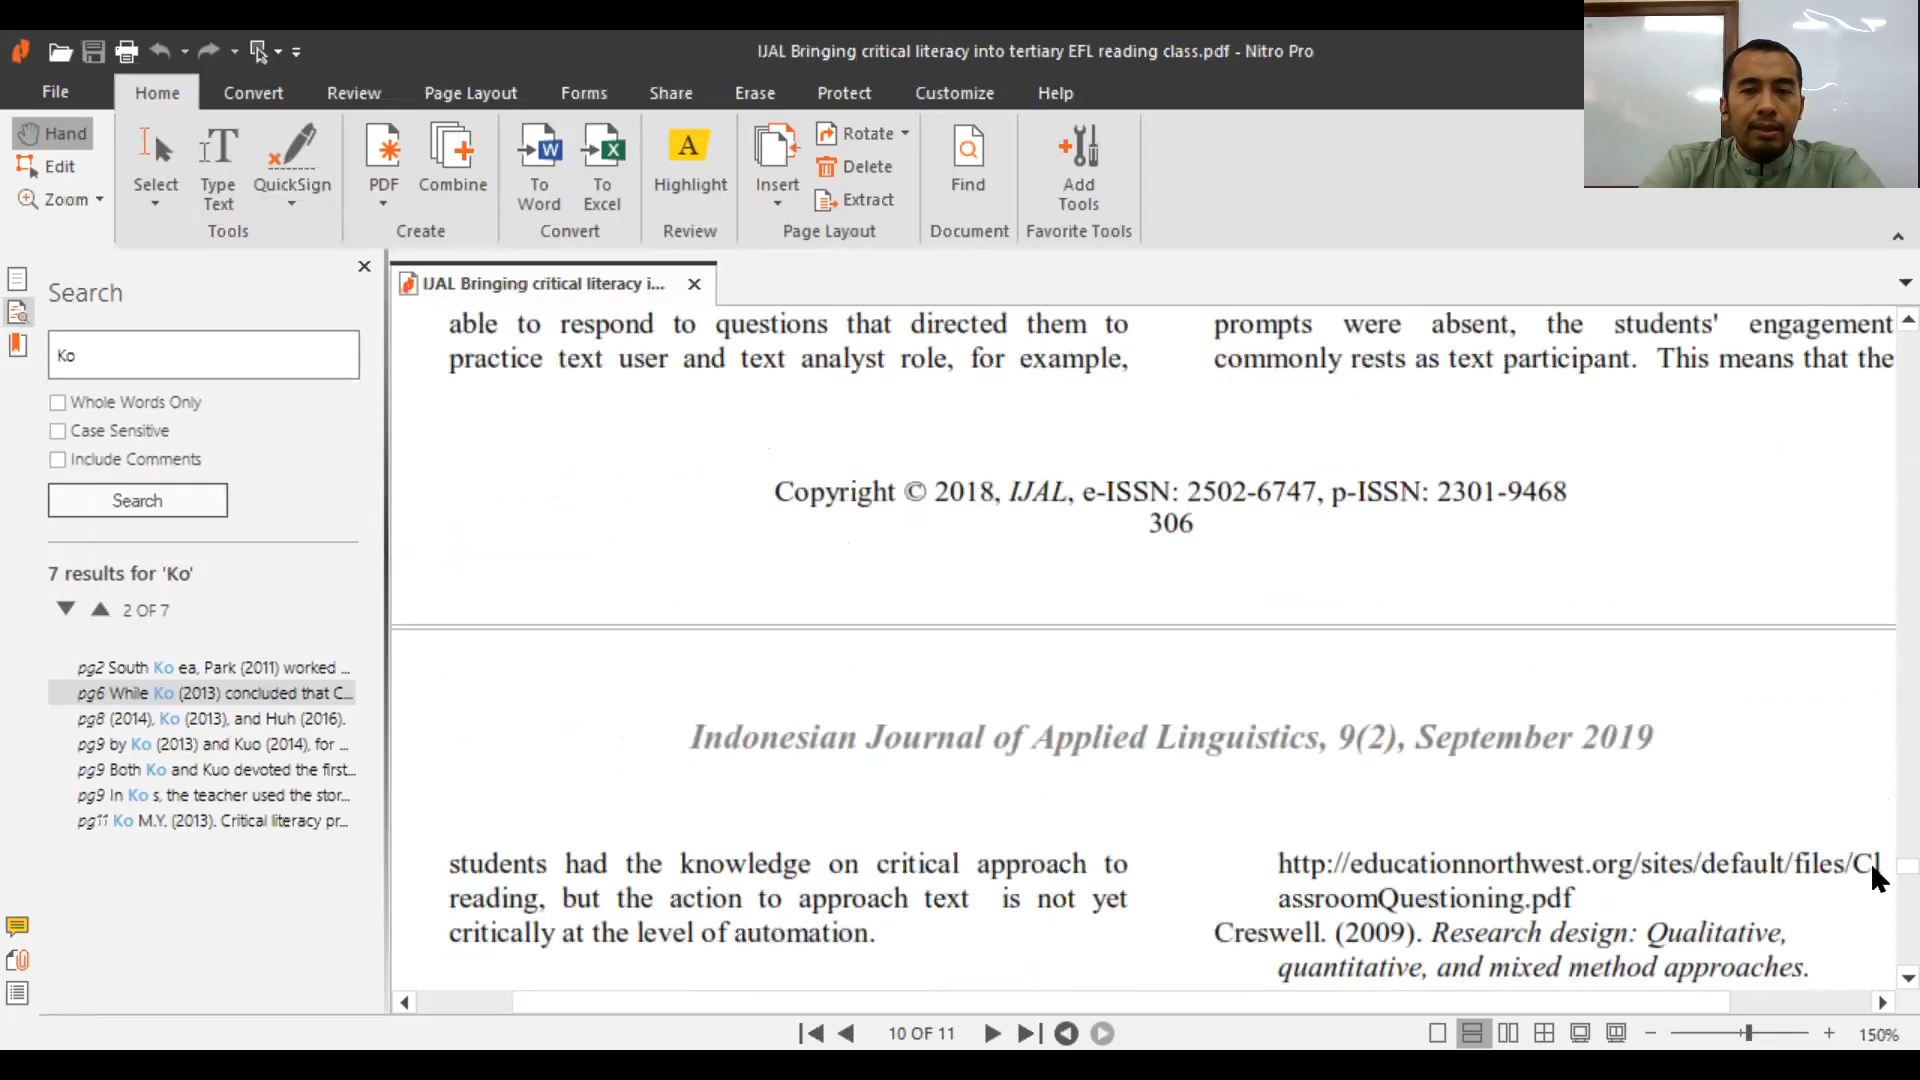 IJAL Bringing critical literacy into tertiary EFL reading class.pdf - Nitro Pro
File
Home
Convert
Review
Page Layout
Forms
Share
Erase
Protect
Customize
Help
Hand
Edit
Zoom
Select
Type
Text
QuickSign
Tools
PDF
Combine
Create
To
Word
To
Excel
Convert
Highlight
Review
Insert
Rotate
Delete
Extract
Page Layout
Find
Document
Add
Tools
Favorite Tools
Search
Ko
Whole Words Only
Case Sensitive
Include Comments
Search
7 results for 'Ko'
2 OF 7
pg2 South Ko ea, Park (2011) worked ...
pg6 While Ko (2013) concluded that C...
pg8 (2014), Ko (2013), and Huh (2016).
pg9 by Ko (2013) and Kuo (2014), for ...
pg9 Both Ko and Kuo devoted the first...
pg9 In Ko s, the teacher used the stor...
pg11 Ko M.Y. (2013). Critical literacy pr...
IJAL Bringing critical literacy i...
able to respond to questions that directed them to
practice text user and text analyst role, for example,
prompts were absent, the students' engagement
commonly rests as text participant. This means that the
Copyright © 2018, IJAL, e-ISSN: 2502-6747, p-ISSN: 2301-9468
306
Indonesian Journal of Applied Linguistics, 9(2), September 2019
students had the knowledge on critical approach to
reading, but the action to approach text is not yet
critically at the level of automation.
http://educationnorthwest.org/sites/default/files/Cl
assroomQuestioning.pdf
Creswell. (2009). Research design: Qualitative,
quantitative, and mixed method approaches.
10 OF 11
150%